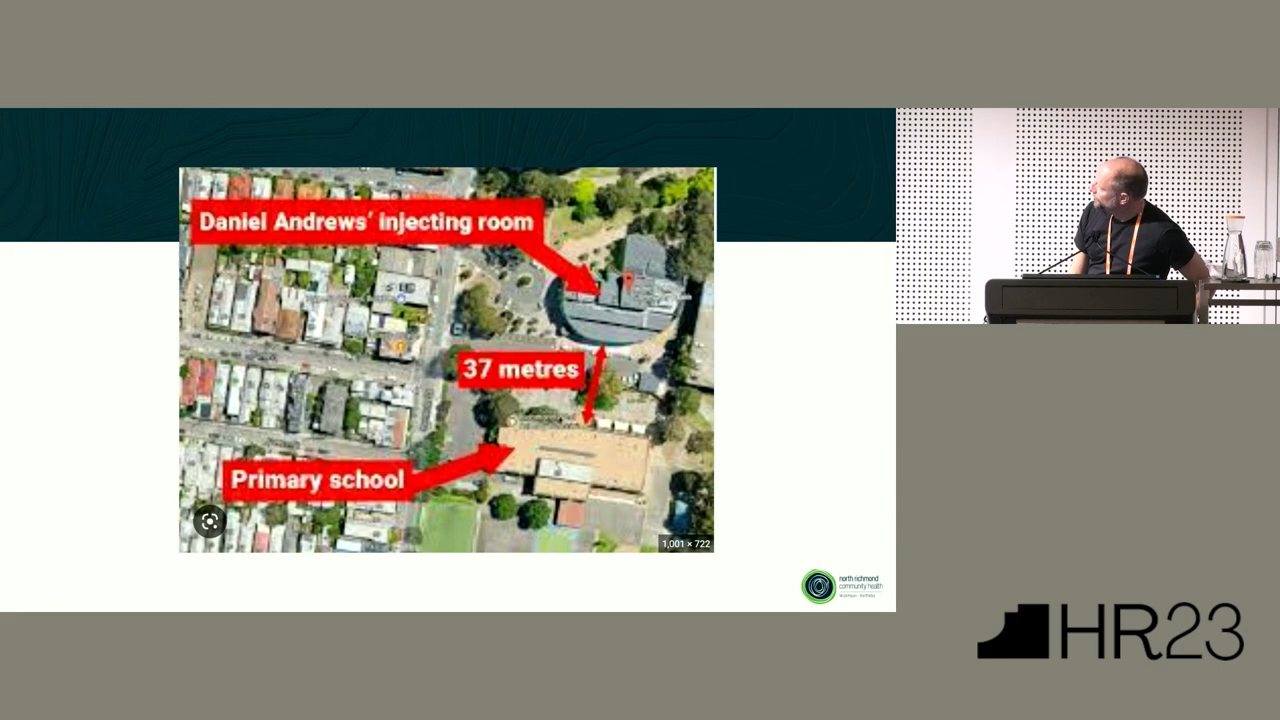 Daniel Andrews’ injecting room
37 metres
Primary school
1,001 × 722
north richmond
community health
HR23